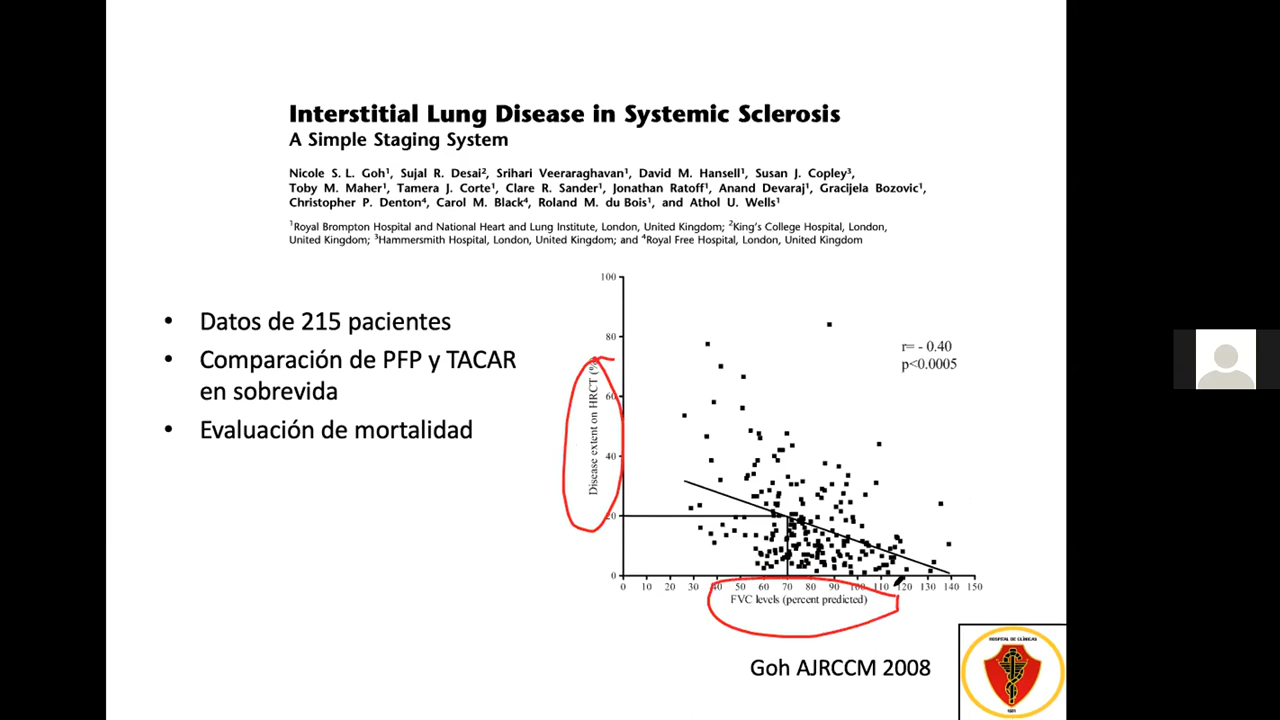 Interstitial Lung Disease in Systemic Sclerosis
A Simple Staging System
Nicole S. L. Goh¹, Sujal R. Desai², Srihari Veeraraghavan¹, David M. Hansell¹, Susan J. Copley³,
Toby M. Maher¹, Tamera J. Corte¹, Clare R. Sander¹, Jonathan Ratoff¹, Anand Devaraj¹, Gracijela Bozovic¹,
Christopher P. Denton⁴, Carol M. Black⁴, Roland M. du Bois¹, and Athol U. Wells¹
¹Royal Brompton Hospital and National Heart and Lung Institute, London, United Kingdom; ²King's College Hospital, London,
United Kingdom; ³Hammersmith Hospital, London, United Kingdom; and ⁴Royal Free Hospital, London, United Kingdom
• Datos de 215 pacientes
• Comparación de PFP y TACAR
en sobrevida
• Evaluación de mortalidad
100
80
60
40
20
0
Disease extent on HRCT (%
r= - 0.40
p<0.0005
0 10 20 30 40 50 60 70 80 90 100 110 120 130 140 150
FVC levels (percent predicted)
Goh AJRCCM 2008
HOSPITAL DE CLÍNICAS